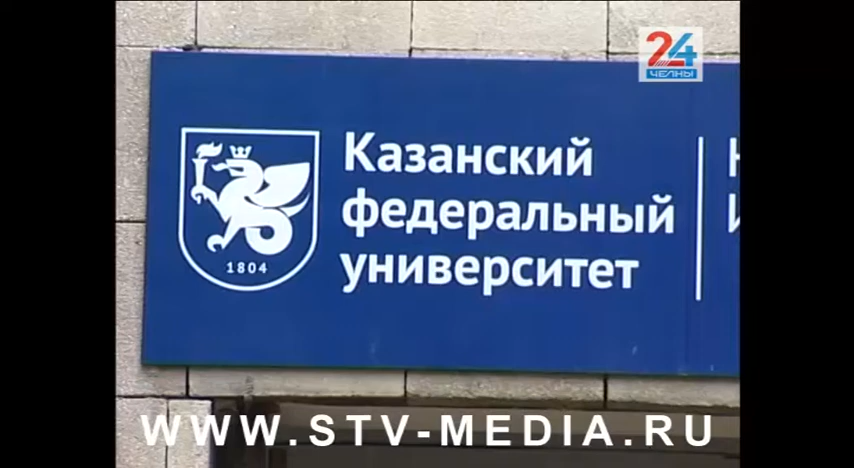 24
ЧЕЛНЫ
Казанский
федеральный
университет
1804
WWW.STV-MEDIA.RU